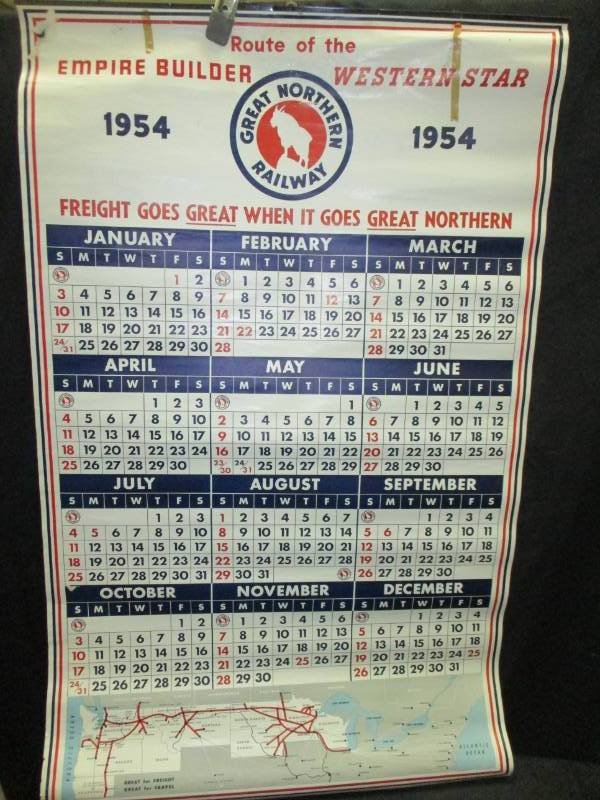 Route of the
EMPIRE BUILDER WESTERN STAR
1954 1954
GREAT NORTHERN RAILWAY
FREIGHT GOES GREAT WHEN IT GOES GREAT NORTHERN
JANUARY FEBRUARY MARCH
S M T W T F S S M T W T F S S M T W T F S
1 2 1 2 3 4 5 6 1 2 3 4 5 6
3 4 5 6 7 8 9 7 8 9 10 11 12 13 7 8 9 10 11 12 13
10 11 12 13 14 15 16 14 15 16 17 18 19 20 14 15 16 17 18 19 20
17 18 19 20 21 22 23 21 22 23 24 25 26 27 21 22 23 24 25 26 27
24/31 25 26 27 28 29 30 28 28 29 30 31
APRIL MAY JUNE
S M T W T F S S M T W T F S S M T W T F S
1 2 3 1 1 2 3 4 5
4 5 6 7 8 9 10 2 3 4 5 6 7 8 6 7 8 9 10 11 12
11 12 13 14 15 16 17 9 10 11 12 13 14 15 13 14 15 16 17 18 19
18 19 20 21 22 23 24 16 17 18 19 20 21 22 20 21 22 23 24 25 26
25 26 27 28 29 30 23/30 24/31 25 26 27 28 29 27 28 29 30
JULY AUGUST SEPTEMBER
S M T W T F S S M T W T F S S M T W T F S
1 2 3 1 2 3 4 5 6 7 1 2 3 4
4 5 6 7 8 9 10 8 9 10 11 12 13 14 5 6 7 8 9 10 11
11 12 13 14 15 16 17 15 16 17 18 19 20 21 12 13 14 15 16 17 18
18 19 20 21 22 23 24 22 23 24 25 26 27 28 19 20 21 22 23 24 25
25 26 27 28 29 30 31 29 30 31 26 27 28 29 30
OCTOBER NOVEMBER DECEMBER
S M T W T F S S M T W T F S S M T W T F S
1 2 1 2 3 4 5 6 1 2 3 4
3 4 5 6 7 8 9 7 8 9 10 11 12 13 5 6 7 8 9 10 11
10 11 12 13 14 15 16 14 15 16 17 18 19 20 12 13 14 15 16 17 18
17 18 19 20 21 22 23 21 22 23 24 25 26 27 19 20 21 22 23 24 25
24/31 25 26 27 28 29 30 28 29 30 26 27 28 29 30 31
PACIFIC OCEAN
ATLANTIC OCEAN
GREAT for FREIGHT
GREAT for TRAVEL